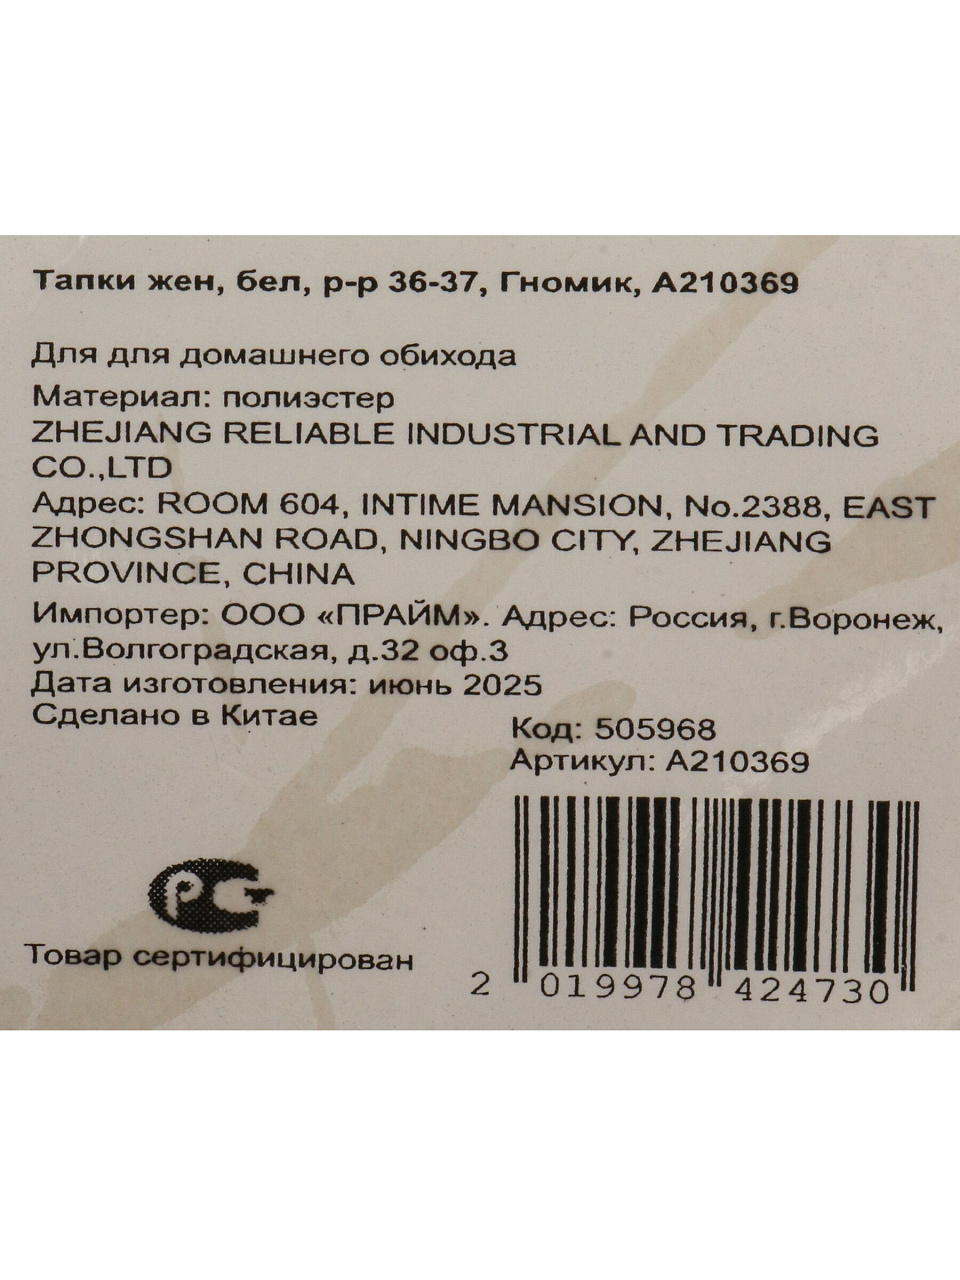 Тапки жен, бел, р-р 36-37, Гномик, А210369
Для для домашнего обихода
Материал: полиэстер
ZHEJIANG RELIABLE INDUSTRIAL AND TRADING
CO.,LTD
Адрес: ROOM 604, INTIME MANSION, No.2388, EAST
ZHONGSHAN ROAD, NINGBO CITY, ZHEJIANG
PROVINCE, CHINA
Импортер: ООО «ПРАЙМ». Адрес: Россия, г.Воронеж,
ул.Волгоградская, д.32 оф.3
Дата изготовления: июнь 2025
Сделано в Китае
Код: 505968
Артикул: А210369
РСТ
Товар сертифицирован
2 019978 424730